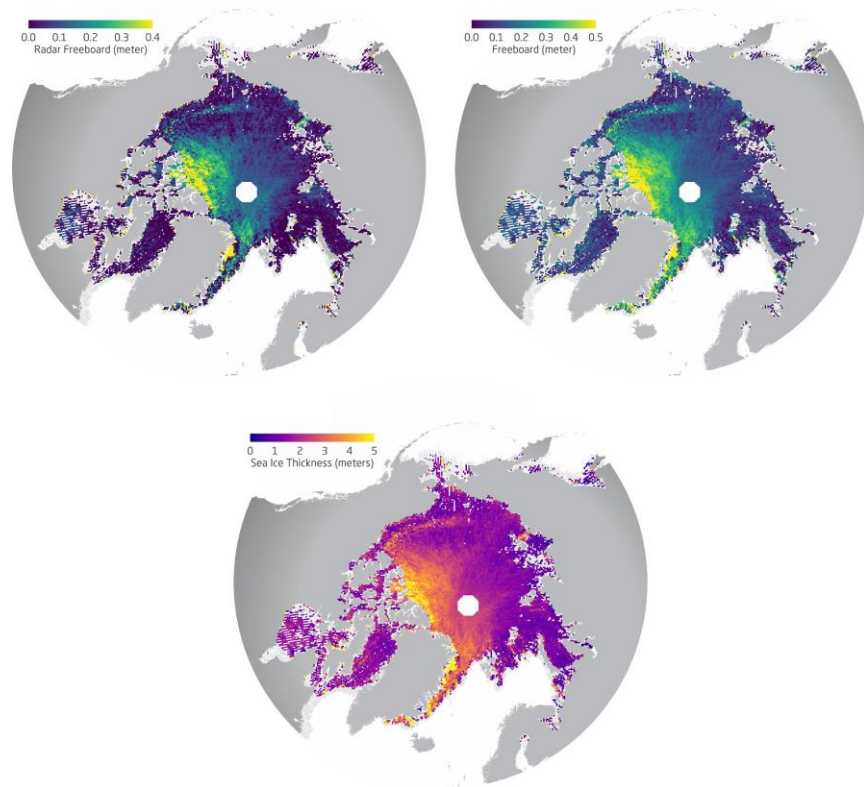 0.0 0.1 0.2 0.3 0.4
Radar Freeboard (meter)
0.0 0.1 0.2 0.3 0.4 0.5
Freeboard (meter)
0 1 2 3 4 5
Sea Ice Thickness (meters)